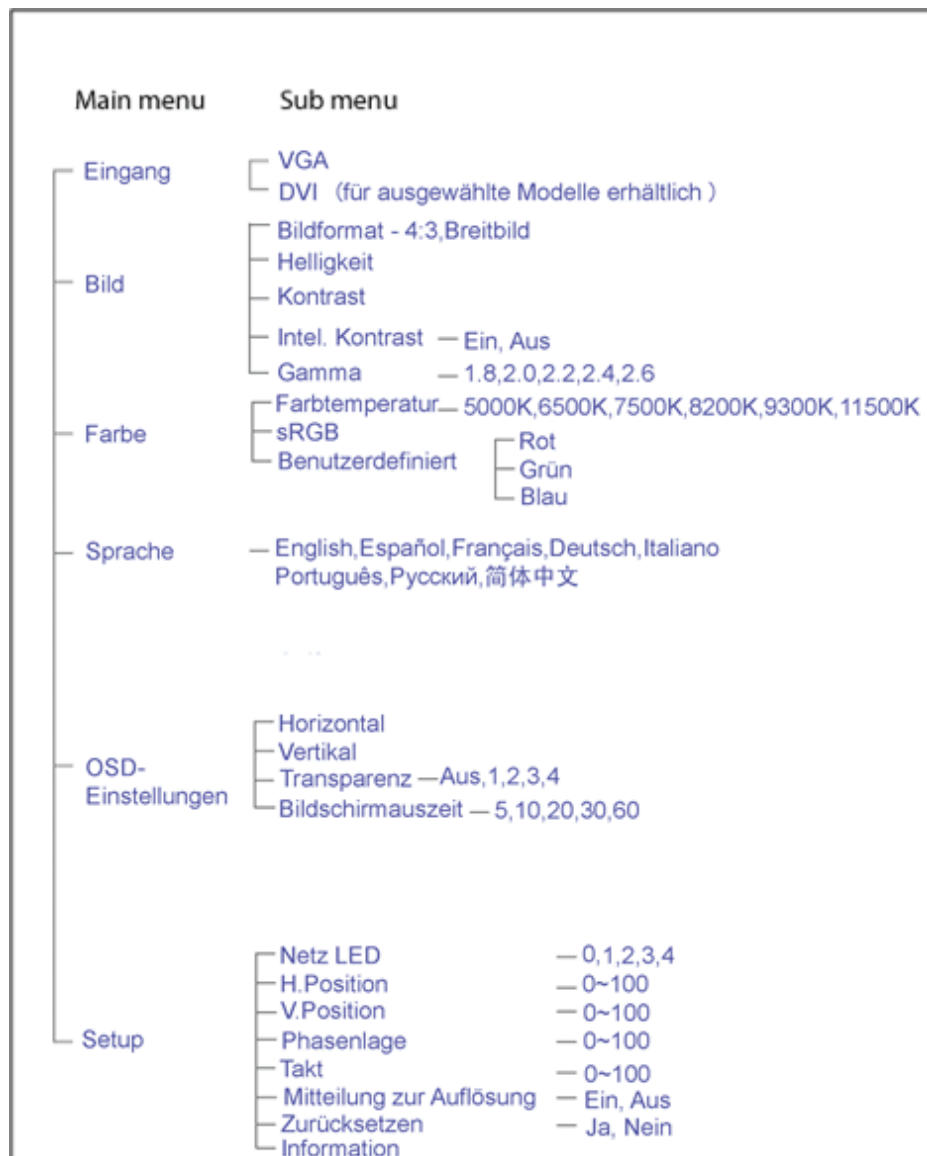 Main menu Sub menu
Eingang
VGA
DVI (für ausgewählte Modelle erhältlich )
Bild
Bildformat - 4:3,Breitbild
Helligkeit
Kontrast
Intel. Kontrast — Ein, Aus
Gamma — 1.8,2.0,2.2,2.4,2.6
Farbe
Farbtemperatur — 5000K,6500K,7500K,8200K,9300K,11500K
sRGB
Benutzerdefiniert
Rot
Grün
Blau
Sprache — English,Español,Français,Deutsch,Italiano
Português,Русский,简体中文
OSD-
Einstellungen
Horizontal
Vertikal
Transparenz — Aus,1,2,3,4
Bildschirmauszeit — 5,10,20,30,60
Setup
Netz LED — 0,1,2,3,4
H.Position — 0~100
V.Position — 0~100
Phasenlage — 0~100
Takt — 0~100
Mitteilung zur Auflösung — Ein, Aus
Zurücksetzen — Ja, Nein
Information